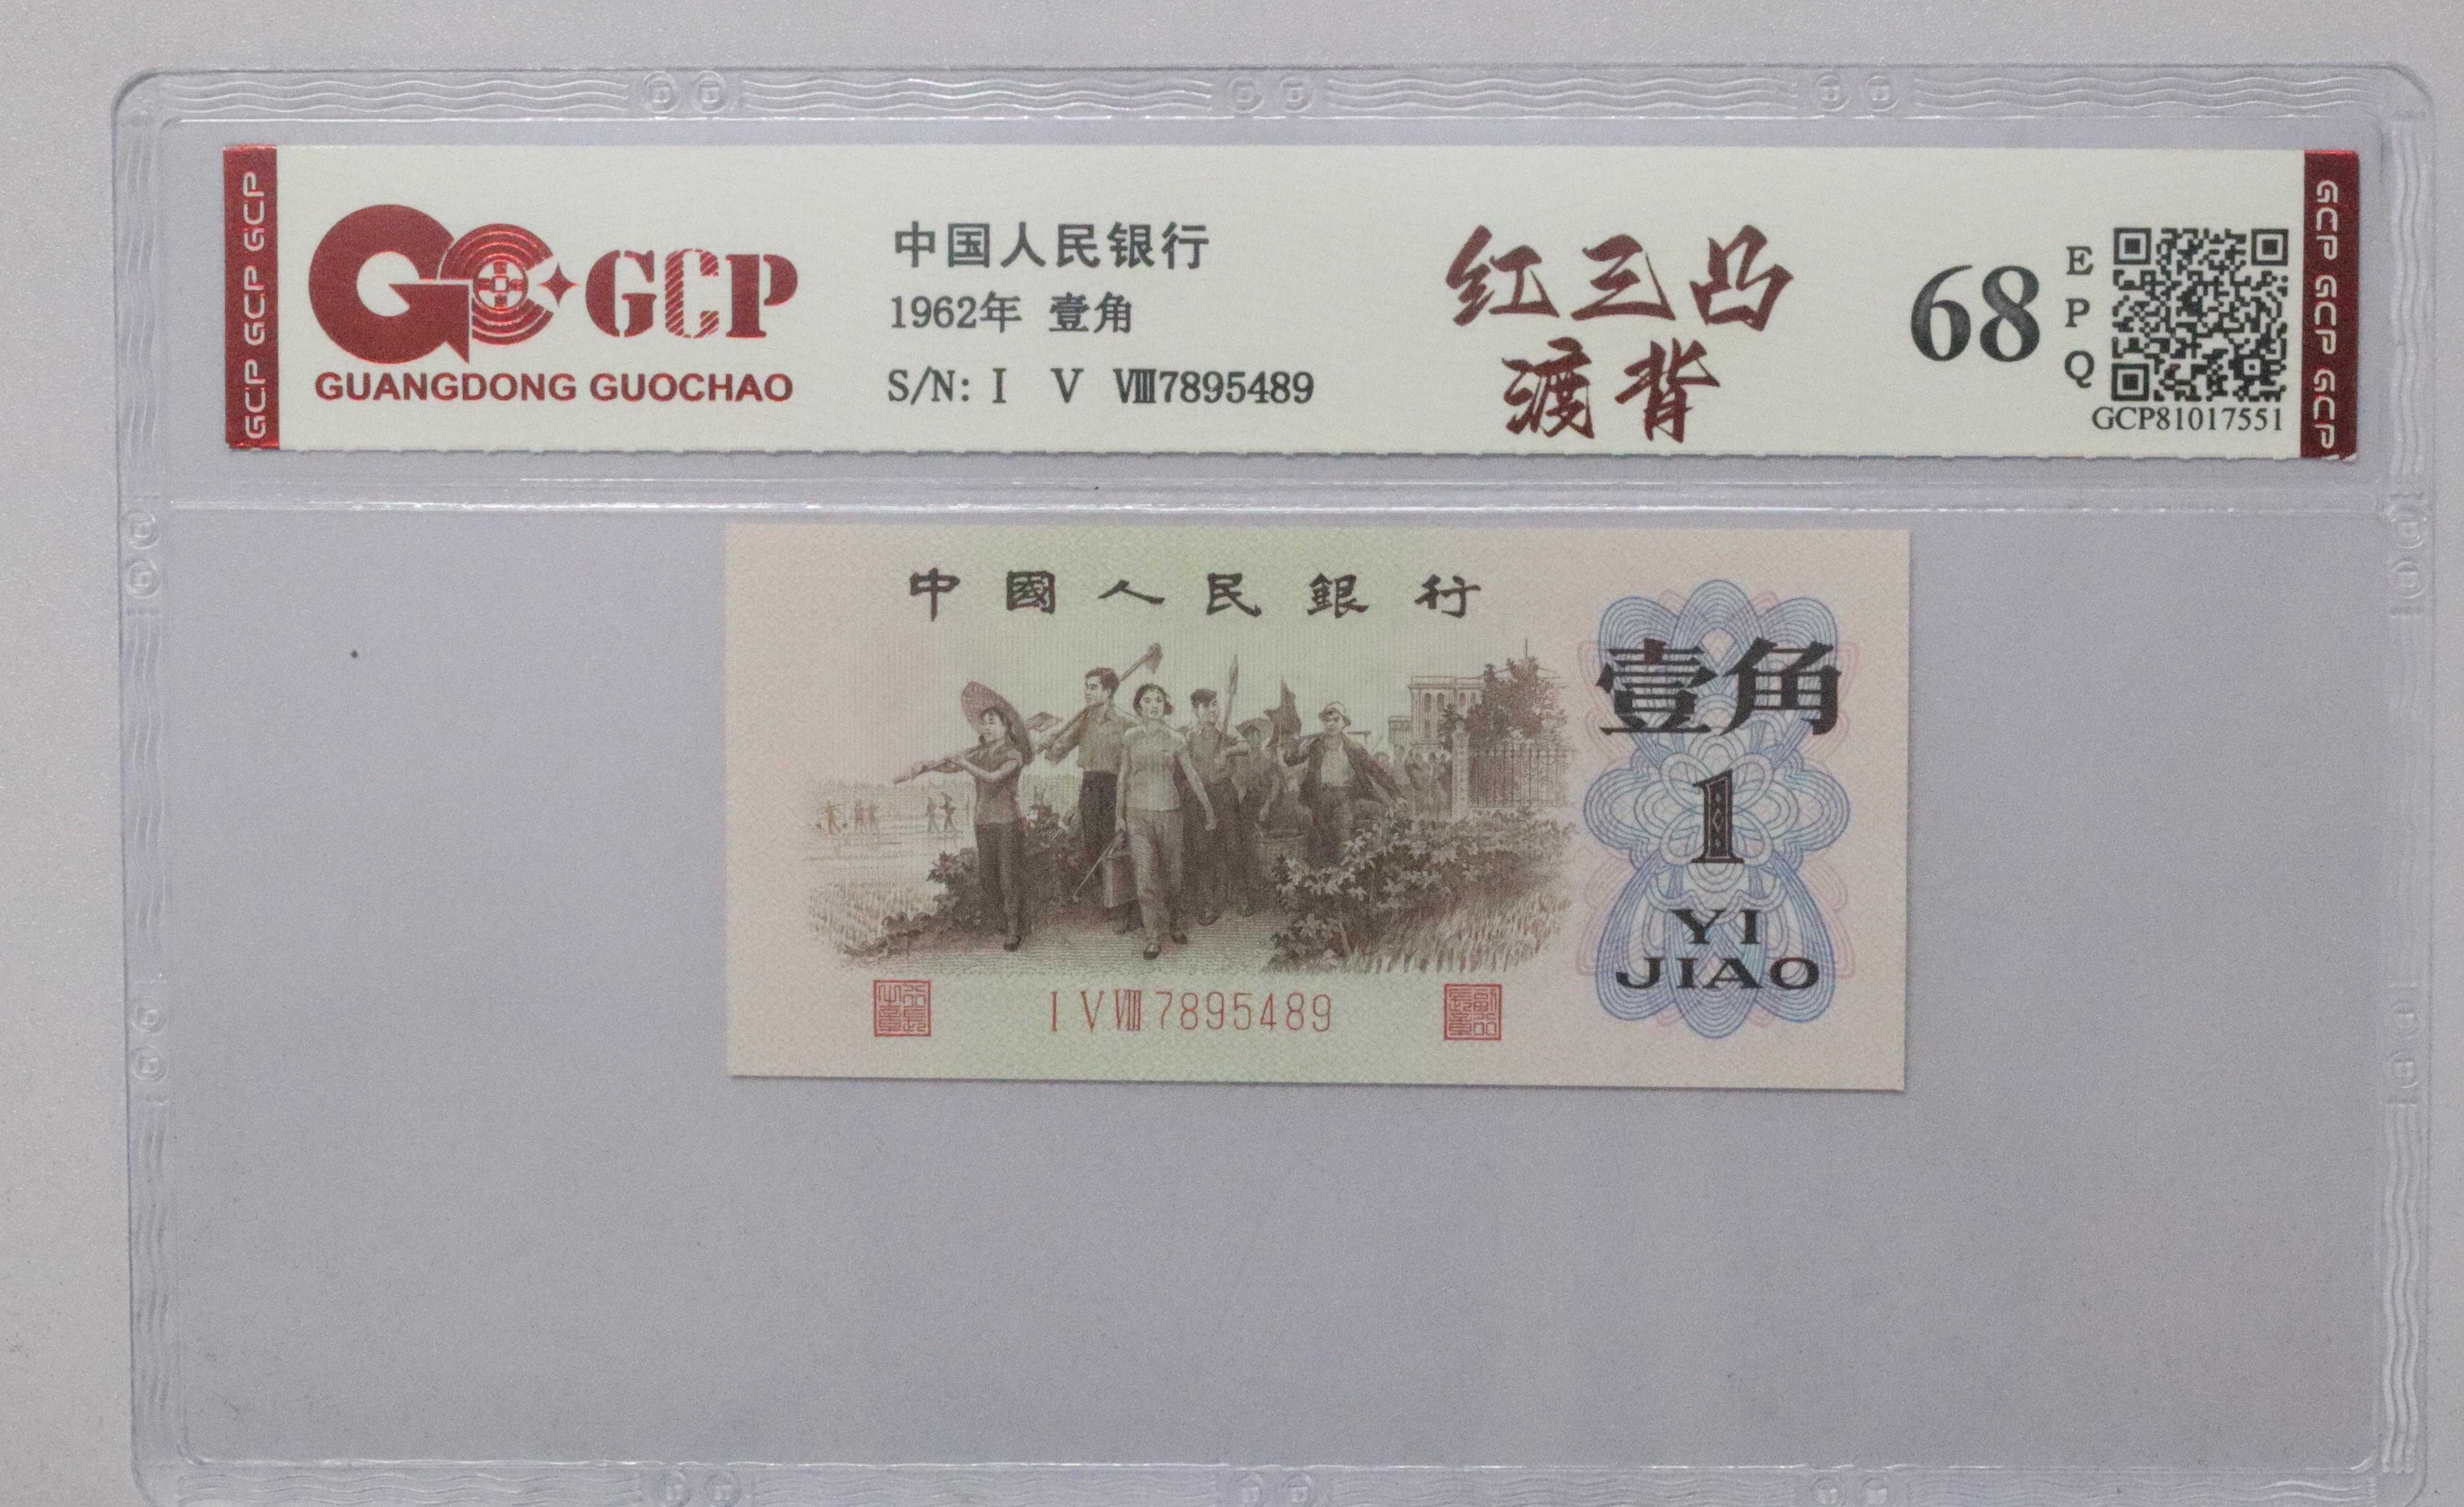 GCP GCP GCP
GCP
GUANGDONG GUOCHAO
中国人民银行
1962年 壹角
S/N: I V Ⅷ7895489
红三凸
渡背
68
E
P
Q
GCP81017551
GCP GCP GCP
中國人民銀行
壹角
1
YI
JIAO
I V Ⅷ 7895489